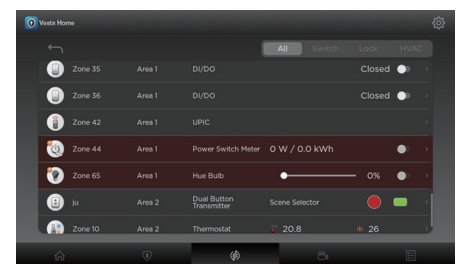 Vesta Home
All Switch Lock HVAC
Zone 35 Area 1 DI/DO Closed
Zone 36 Area 1 DI/DO Closed
Zone 42 Area 1 UPIC
Zone 44 Area 1 Power Switch Meter 0 W / 0.0 kWh
Zone 65 Area 1 Hue Bulb 0%
ju Area 2 Dual Button
Transmitter Scene Selector
Zone 10 Area 2 Thermostat 20.8 26